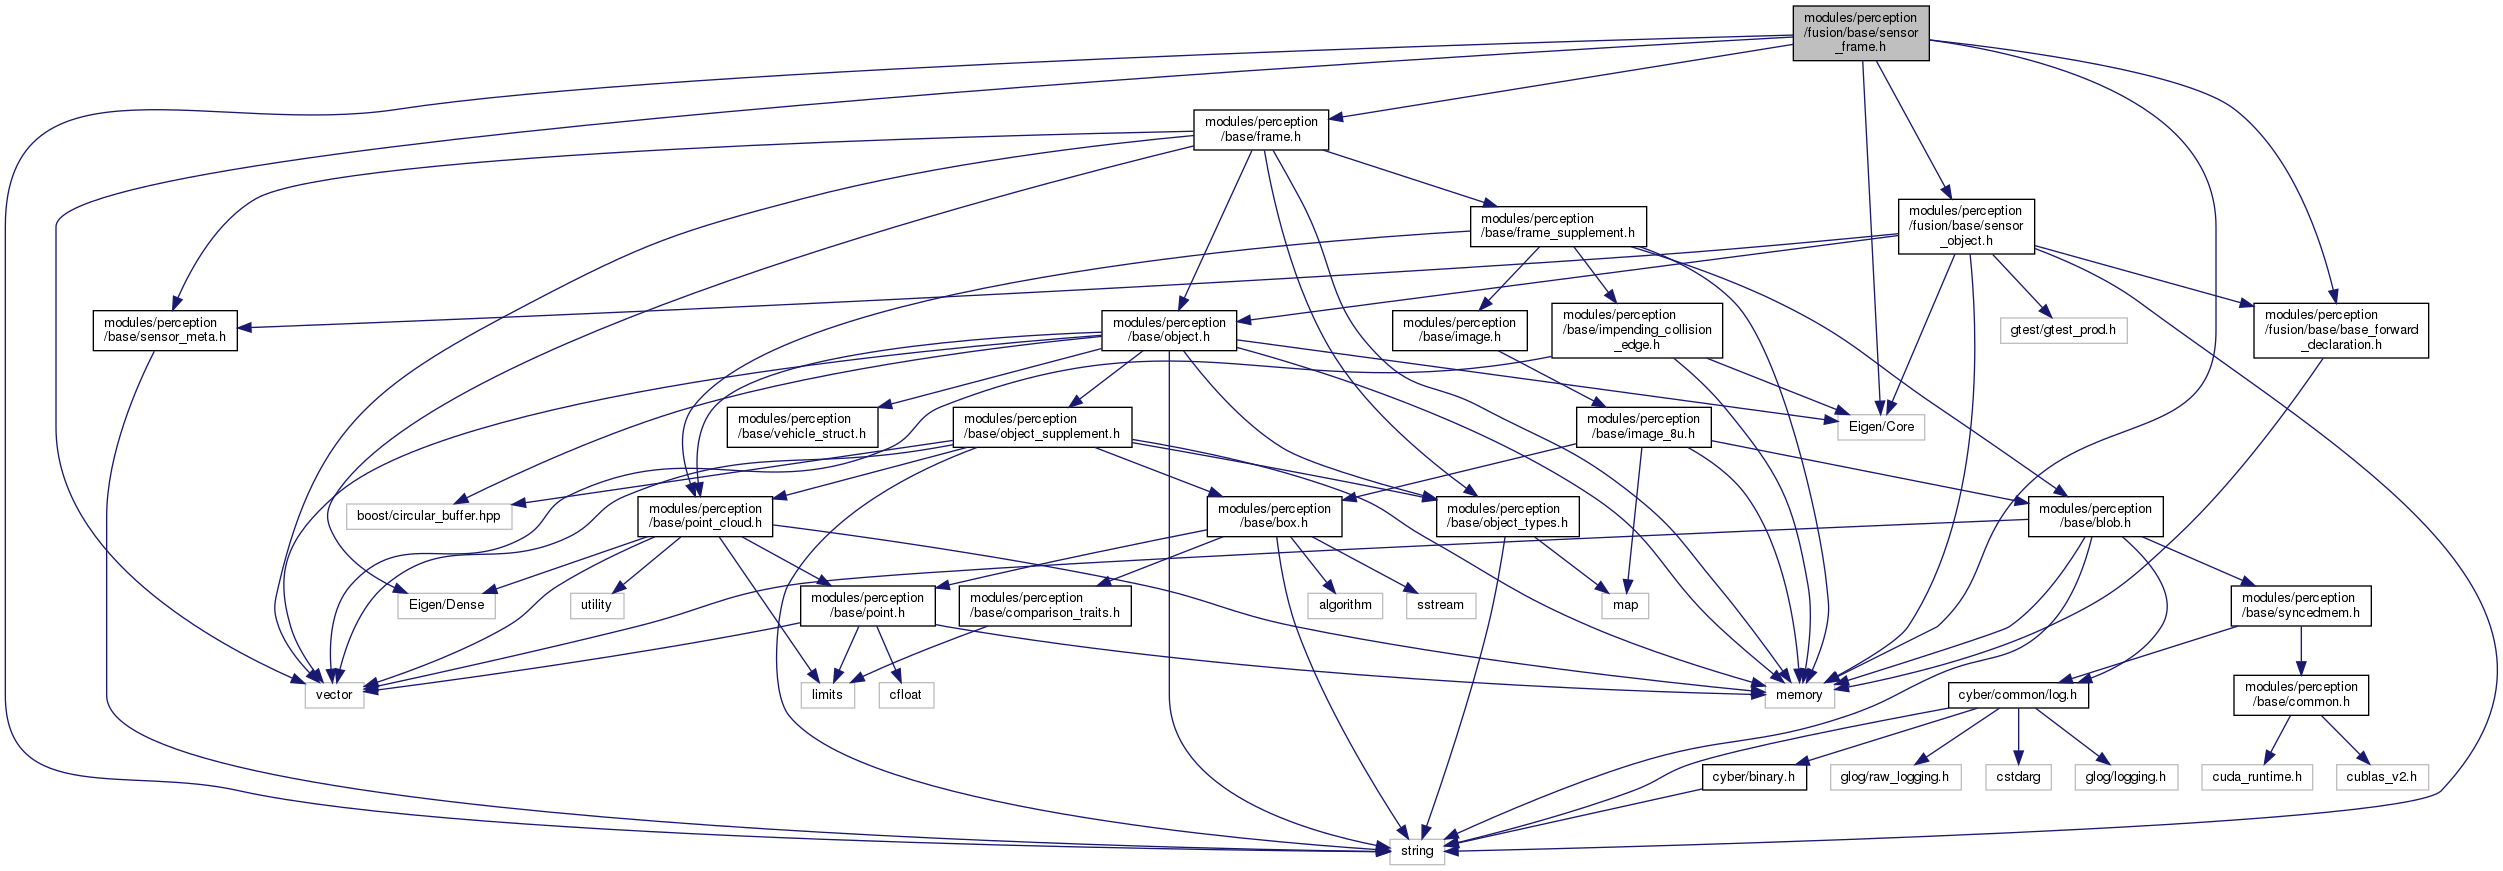 modules/perception
/fusion/base/sensor
_frame.h
modules/perception
/base/frame.h
modules/perception
/base/frame_supplement.h
modules/perception
/fusion/base/sensor
_object.h
modules/perception
/base/sensor_meta.h
modules/perception
/base/object.h
modules/perception
/base/image.h
modules/perception
/base/impending_collision
_edge.h
gtest/gtest_prod.h
modules/perception
/fusion/base/base_forward
_declaration.h
modules/perception
/base/vehicle_struct.h
modules/perception
/base/object_supplement.h
modules/perception
/base/image_8u.h
Eigen/Core
boost/circular_buffer.hpp
modules/perception
/base/point_cloud.h
modules/perception
/base/box.h
modules/perception
/base/object_types.h
modules/perception
/base/blob.h
Eigen/Dense
utility
modules/perception
/base/point.h
modules/perception
/base/comparison_traits.h
algorithm
sstream
map
modules/perception
/base/syncedmem.h
vector
limits
cfloat
memory
cyber/common/log.h
modules/perception
/base/common.h
cyber/binary.h
glog/raw_logging.h
cstdarg
glog/logging.h
cuda_runtime.h
cublas_v2.h
string